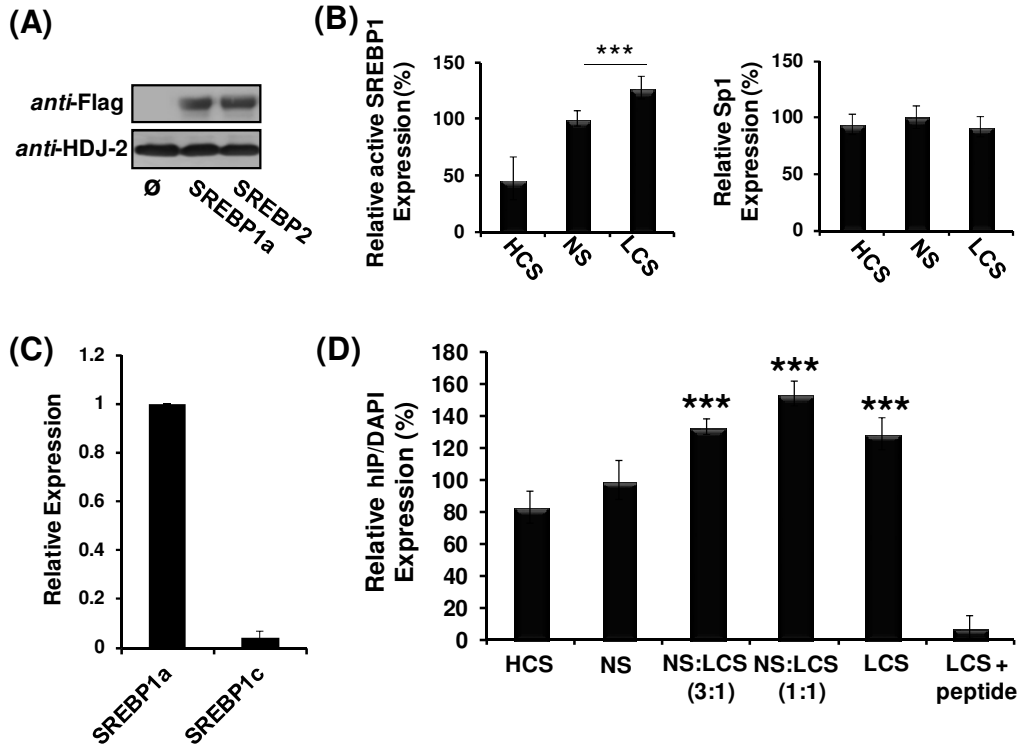 (A)
anti-Flag
anti-HDJ-2
Ø
SREBP1a
SREBP2
(B)
Relative active SREBP1
Expression (%)
150
100
50
0
***
HCS
NS
LCS
Relative Sp1
Expression (%)
150
100
50
0
HCS
NS
LCS
(C)
Relative Expression
1.2
1
0.8
0.6
0.4
0.2
0
SREBP1a
SREBP1c
(D)
Relative hIP/DAPI
Expression (%)
180
160
140
120
100
80
60
40
20
0
***
***
***
HCS
NS
NS:LCS
(3:1)
NS:LCS
(1:1)
LCS
LCS +
peptide